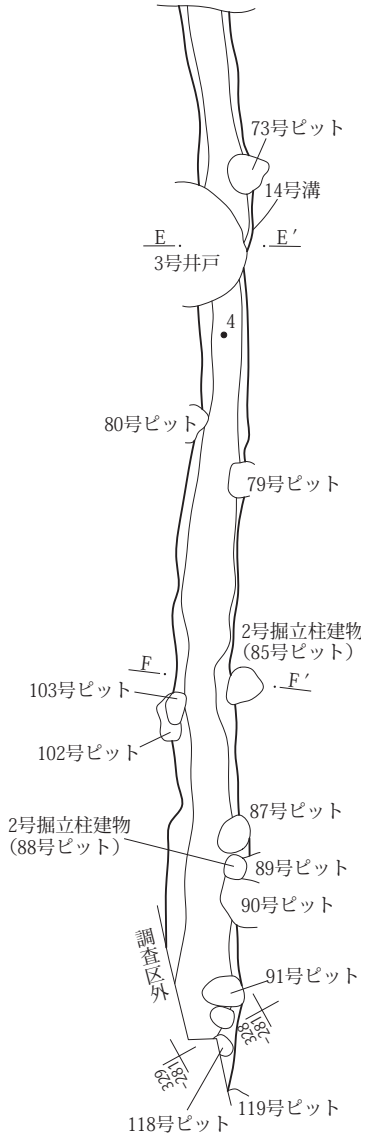 73号ピット
14号溝
E
E′
3号井戸
4
80号ピット
79号ピット
2号掘立柱建物
（85号ピット）
F
F′
103号ピット
102号ピット
87号ピット
2号掘立柱建物
（88号ピット）
89号ピット
90号ピット
調査区外
91号ピット
-281
328
-281
329
119号ピット
118号ピット